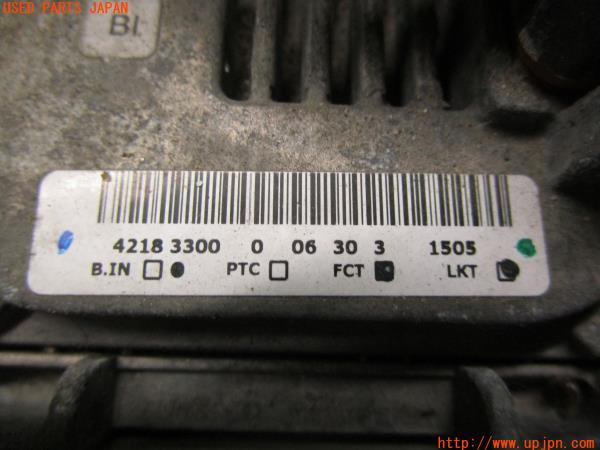 USED PARTS JAPAN
BI
4218 3300 0 06 30 3 1505
B.IN PTC FCT LKT
http://www.upjpn.com